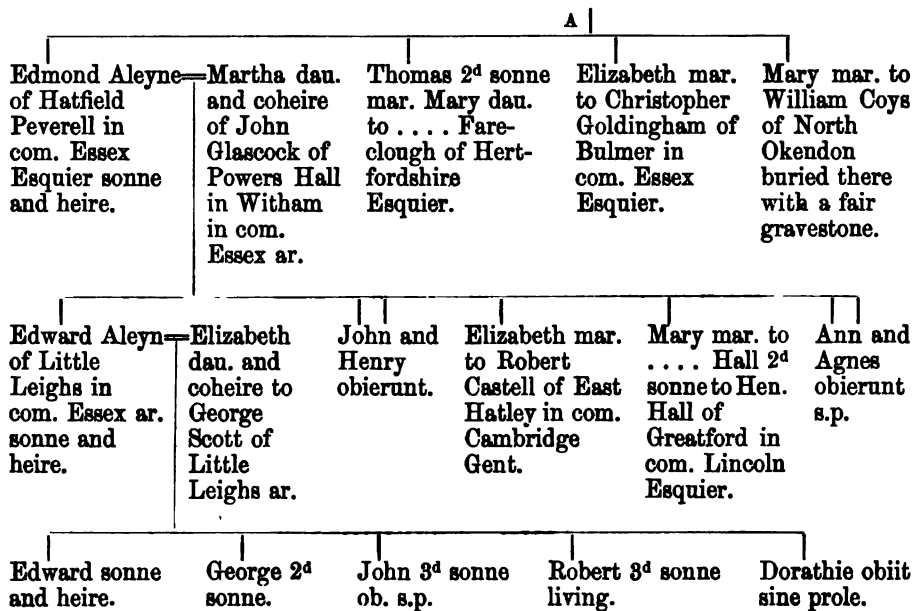 A
Edmond Aleyne
of Hatfield
Peverell in
com. Essex
Esquier sonne
and heire.
Martha dau.
and coheire
of John
Glascock of
Powers Hall
in Witham
in com.
Essex ar.
Thomas 2d sonne
mar. Mary dau.
to . . . . Fare-
clough of Hert-
fordshire
Esquier.
Elizabeth mar.
to Christopher
Goldingham of
Bulmer in
com. Essex
Esquier.
Mary mar. to
William Coys
of North
Okendon
buried there
with a fair
gravestone.
Edward Aleyn
of Little
Leighs in
com. Essex ar.
sonne and
heire.
Elizabeth
dau. and
coheire to
George
Scott of
Little
Leighs ar.
John and
Henry
obierunt.
Elizabeth mar.
to Robert
Castell of East
Hatley in com.
Cambridge
Gent.
Mary mar. to
. . . . Hall 2d
sonne to Hen.
Hall of
Greatford in
com. Lincoln
Esquier.
Ann and
Agnes
obierunt
s.p.
Edward sonne
and heire.
George 2d
sonne.
John 3d sonne
ob. s.p.
Robert 3d sonne
living.
Dorathie obiit
sine prole.